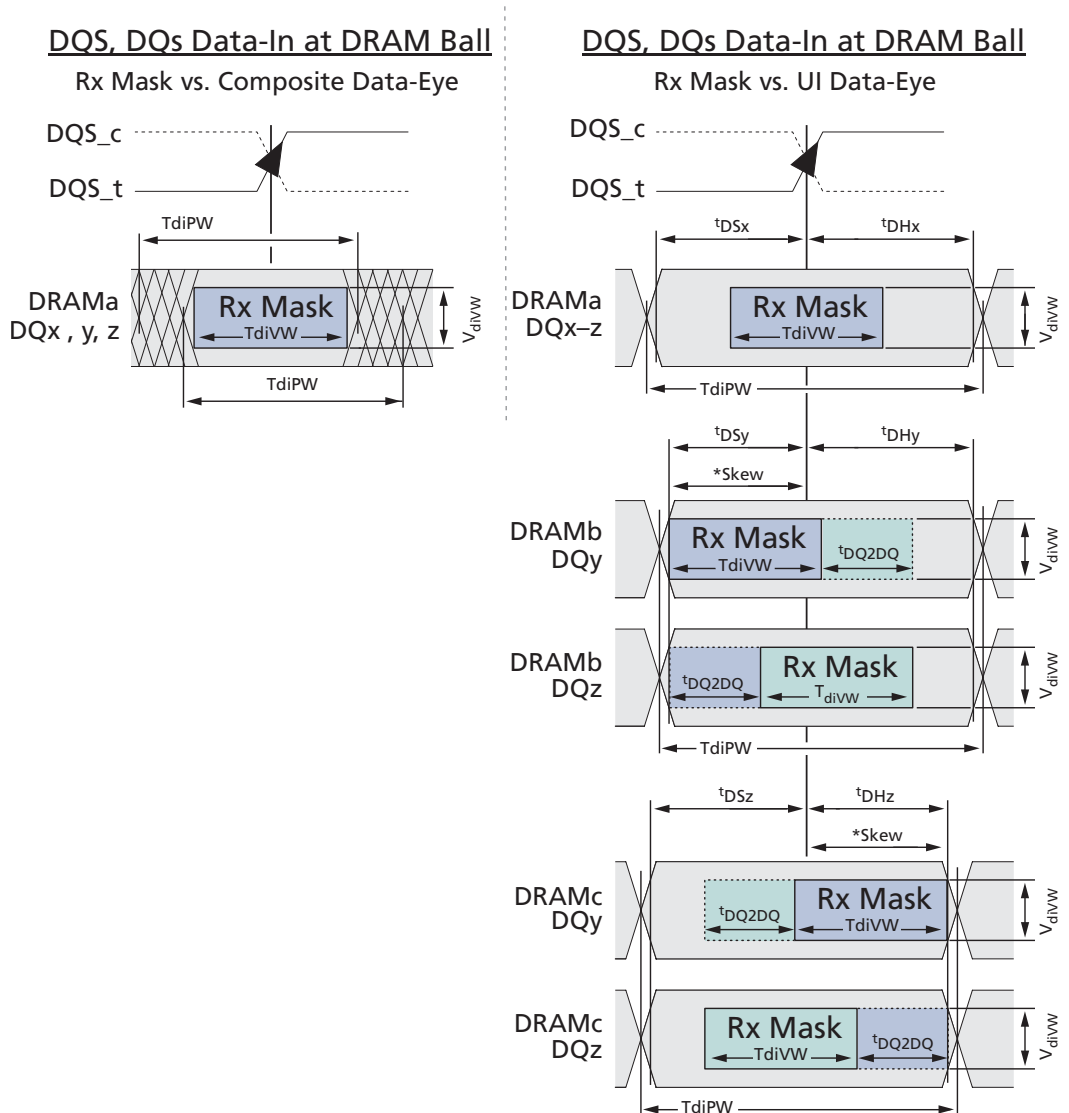 DQS, DQs Data-In at DRAM Ball
Rx Mask vs. Composite Data-Eye
DQS_c
DQS_t
TdiPW
DRAMa
DQx , y, z
Rx Mask
TdiVW
VdiVW
TdiPW
DQS, DQs Data-In at DRAM Ball
Rx Mask vs. UI Data-Eye
DQS_c
DQS_t
tDSx
tDHx
DRAMa
DQx–z
Rx Mask
TdiVW
VdiVW
TdiPW
tDSy
tDHy
*Skew
DRAMb
DQy
Rx Mask
TdiVW
tDQ2DQ
VdiVW
DRAMb
DQz
tDQ2DQ
Rx Mask
TdiVW
VdiVW
TdiPW
tDSz
tDHz
*Skew
DRAMc
DQy
tDQ2DQ
Rx Mask
TdiVW
VdiVW
DRAMc
DQz
Rx Mask
TdiVW
tDQ2DQ
VdiVW
TdiPW